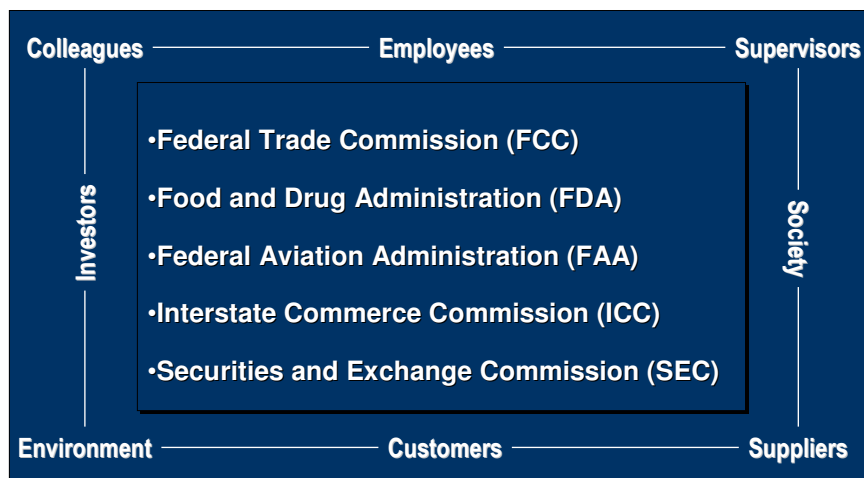 Colleagues Employees Supervisors
Investors
•Federal Trade Commission (FCC)
•Food and Drug Administration (FDA)
•Federal Aviation Administration (FAA)
•Interstate Commerce Commission (ICC)
•Securities and Exchange Commission (SEC)
Society
Environment Customers Suppliers